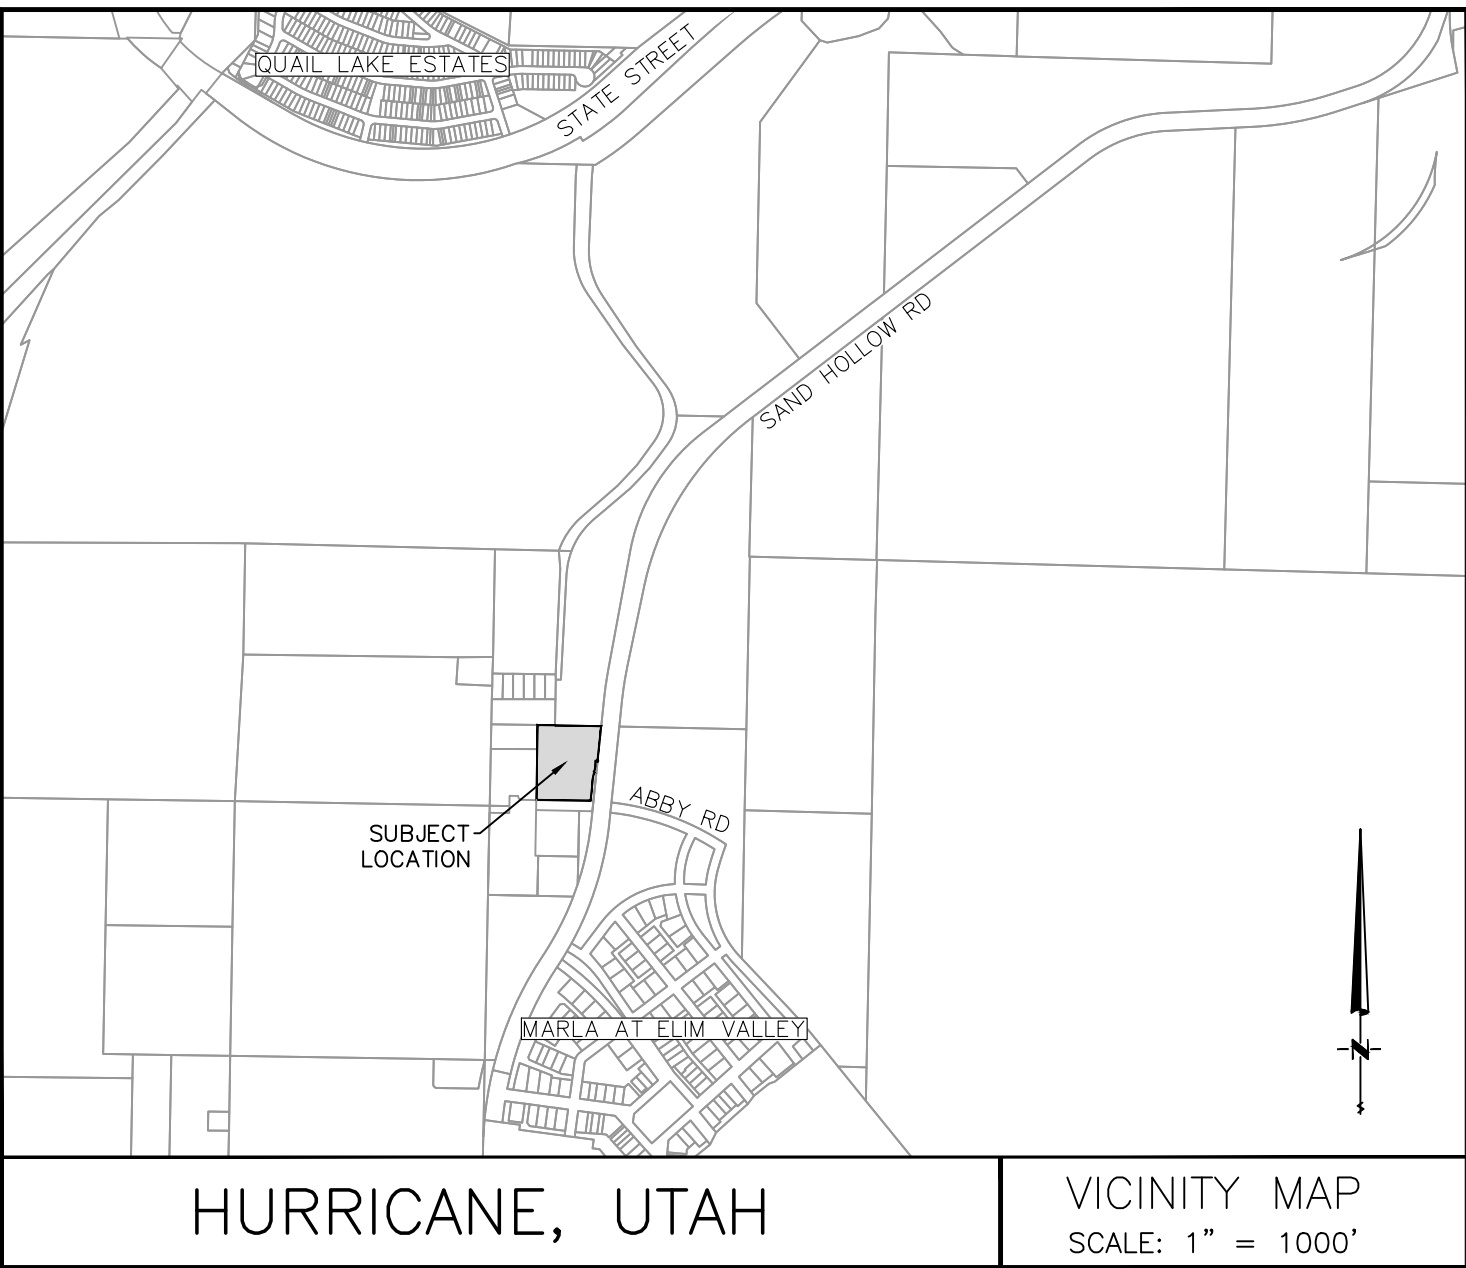 QUAIL LAKE ESTATES
STATE STREET
SAND HOLLOW RD
ABBY RD
SUBJECT
LOCATION
MARLA AT ELIM VALLEY
N
HURRICANE, UTAH
VICINITY MAP
SCALE: 1" = 1000'